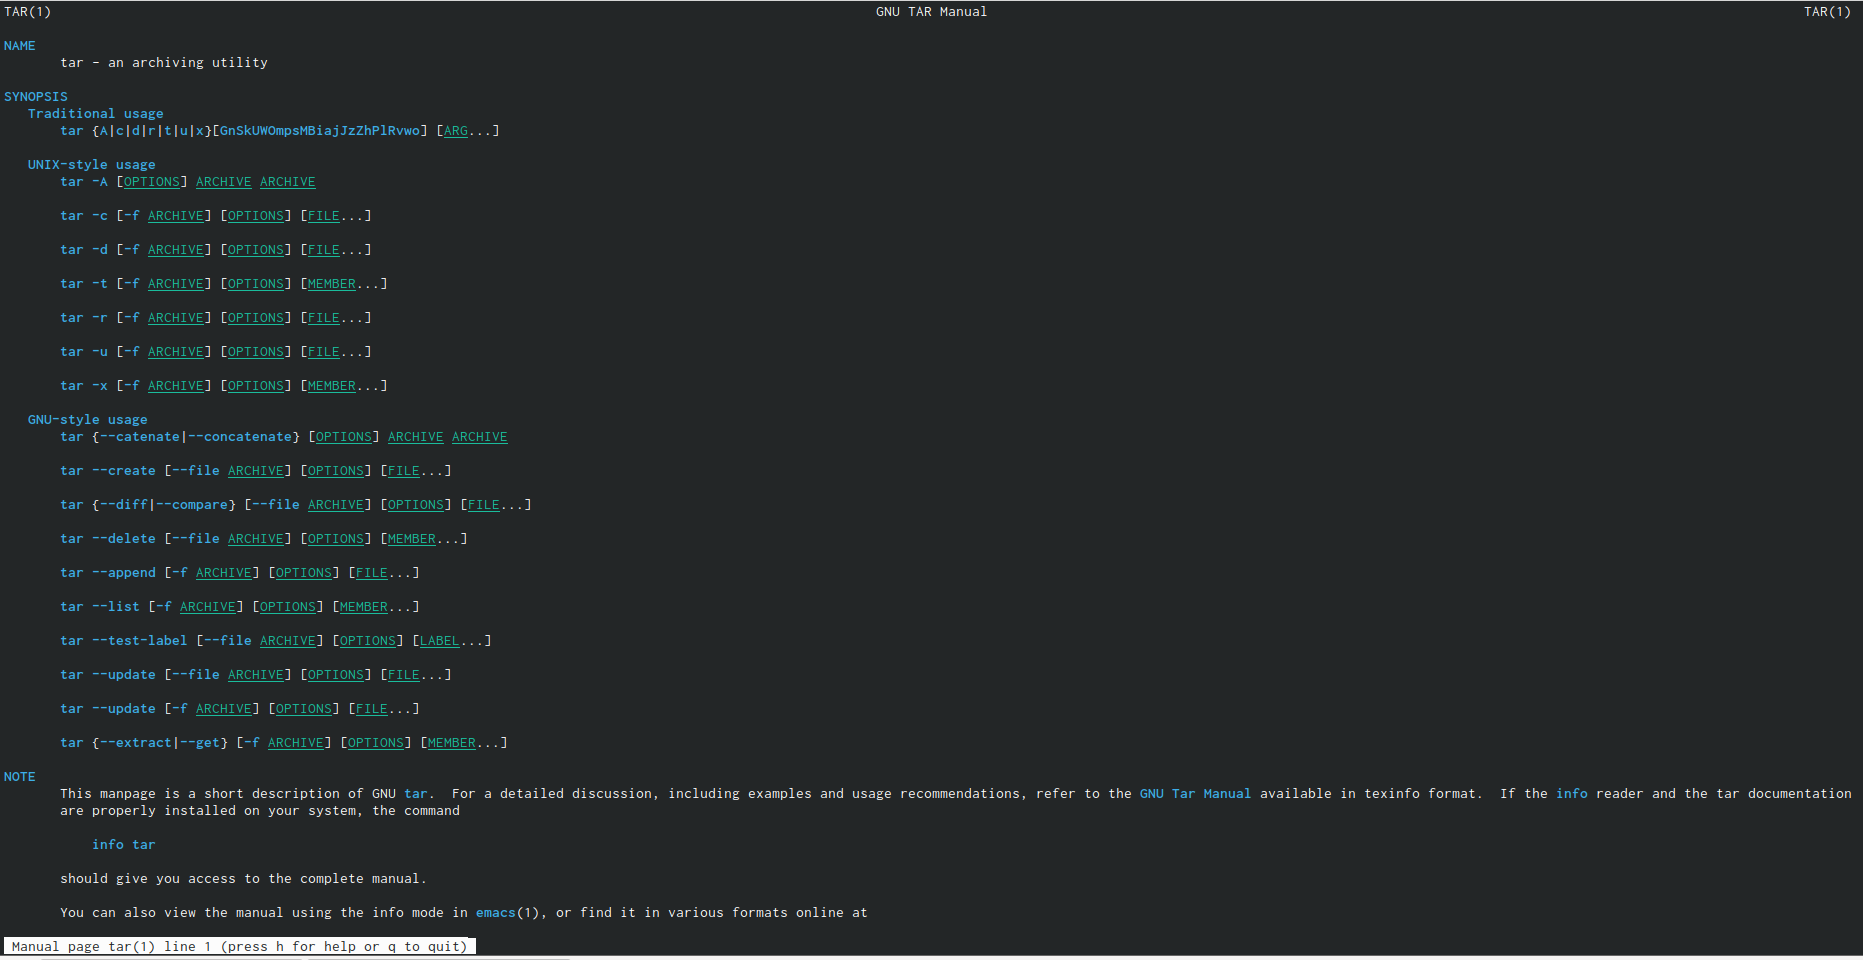 TAR(1) GNU TAR Manual TAR(1)
NAME
tar - an archiving utility
SYNOPSIS
Traditional usage
tar {A|c|d|r|t|u|x}[GnSkUWOmpsMBiajJzZhPlRvwo] [ARG...]
UNIX-style usage
tar -A [OPTIONS] ARCHIVE ARCHIVE
tar -c [-f ARCHIVE] [OPTIONS] [FILE...]
tar -d [-f ARCHIVE] [OPTIONS] [FILE...]
tar -t [-f ARCHIVE] [OPTIONS] [MEMBER...]
tar -r [-f ARCHIVE] [OPTIONS] [FILE...]
tar -u [-f ARCHIVE] [OPTIONS] [FILE...]
tar -x [-f ARCHIVE] [OPTIONS] [MEMBER...]
GNU-style usage
tar {--catenate|--concatenate} [OPTIONS] ARCHIVE ARCHIVE
tar --create [--file ARCHIVE] [OPTIONS] [FILE...]
tar {--diff|--compare} [--file ARCHIVE] [OPTIONS] [FILE...]
tar --delete [--file ARCHIVE] [OPTIONS] [MEMBER...]
tar --append [-f ARCHIVE] [OPTIONS] [FILE...]
tar --list [-f ARCHIVE] [OPTIONS] [MEMBER...]
tar --test-label [--file ARCHIVE] [OPTIONS] [LABEL...]
tar --update [--file ARCHIVE] [OPTIONS] [FILE...]
tar --update [-f ARCHIVE] [OPTIONS] [FILE...]
tar {--extract|--get} [-f ARCHIVE] [OPTIONS] [MEMBER...]
NOTE
This manpage is a short description of GNU tar.  For a detailed discussion, including examples and usage recommendations, refer to the GNU Tar Manual available in texinfo format.  If the info reader and the tar documentation
are properly installed on your system, the command
info tar
should give you access to the complete manual.
You can also view the manual using the info mode in emacs(1), or find it in various formats online at
Manual page tar(1) line 1 (press h for help or q to quit)